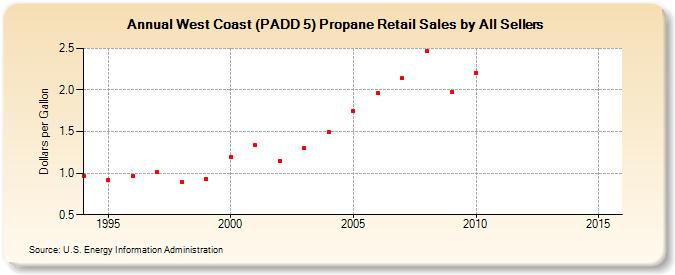 Annual West Coast (PADD 5) Propane Retail Sales by All Sellers
Dollars per Gallon
2.5
2.0
1.5
1.0
0.5
1995 2000 2005 2010 2015
Source: U.S. Energy Information Administration